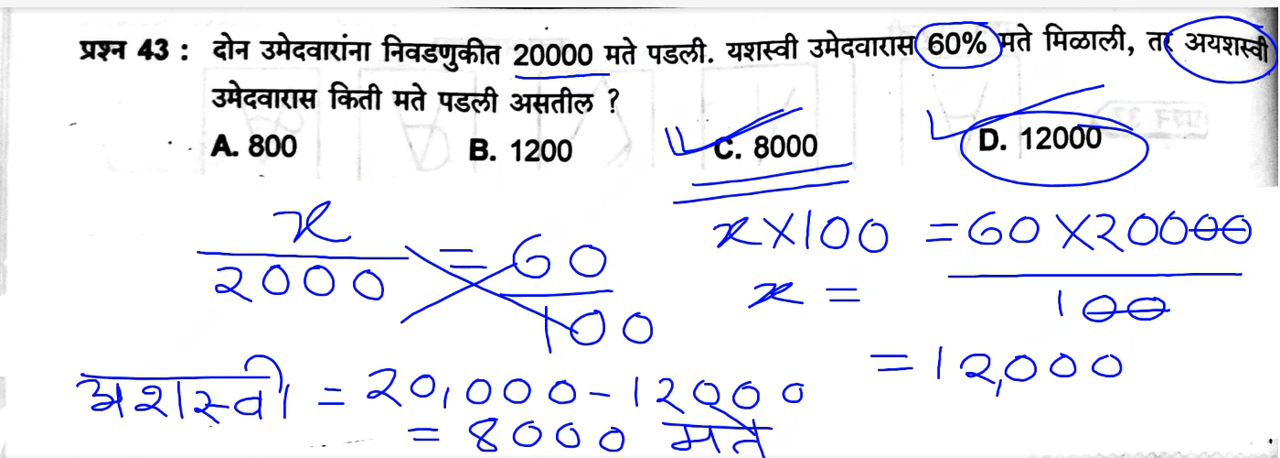 प्रश्न 43 : दोन उमेदवारांना निवडणुकीत 20000 मते पडली. यशस्वी उमेदवारास 60% मते मिळाली, तर अयशस्वी
उमेदवारास किती मते पडली असतील ?
A. 800 B. 1200 C. 8000 D. 12000
x/2000 = 60/100
x×100 = 60×20000
x = 100
= 12,000
अशस्वी = 20,000-12000
= 8000 मते